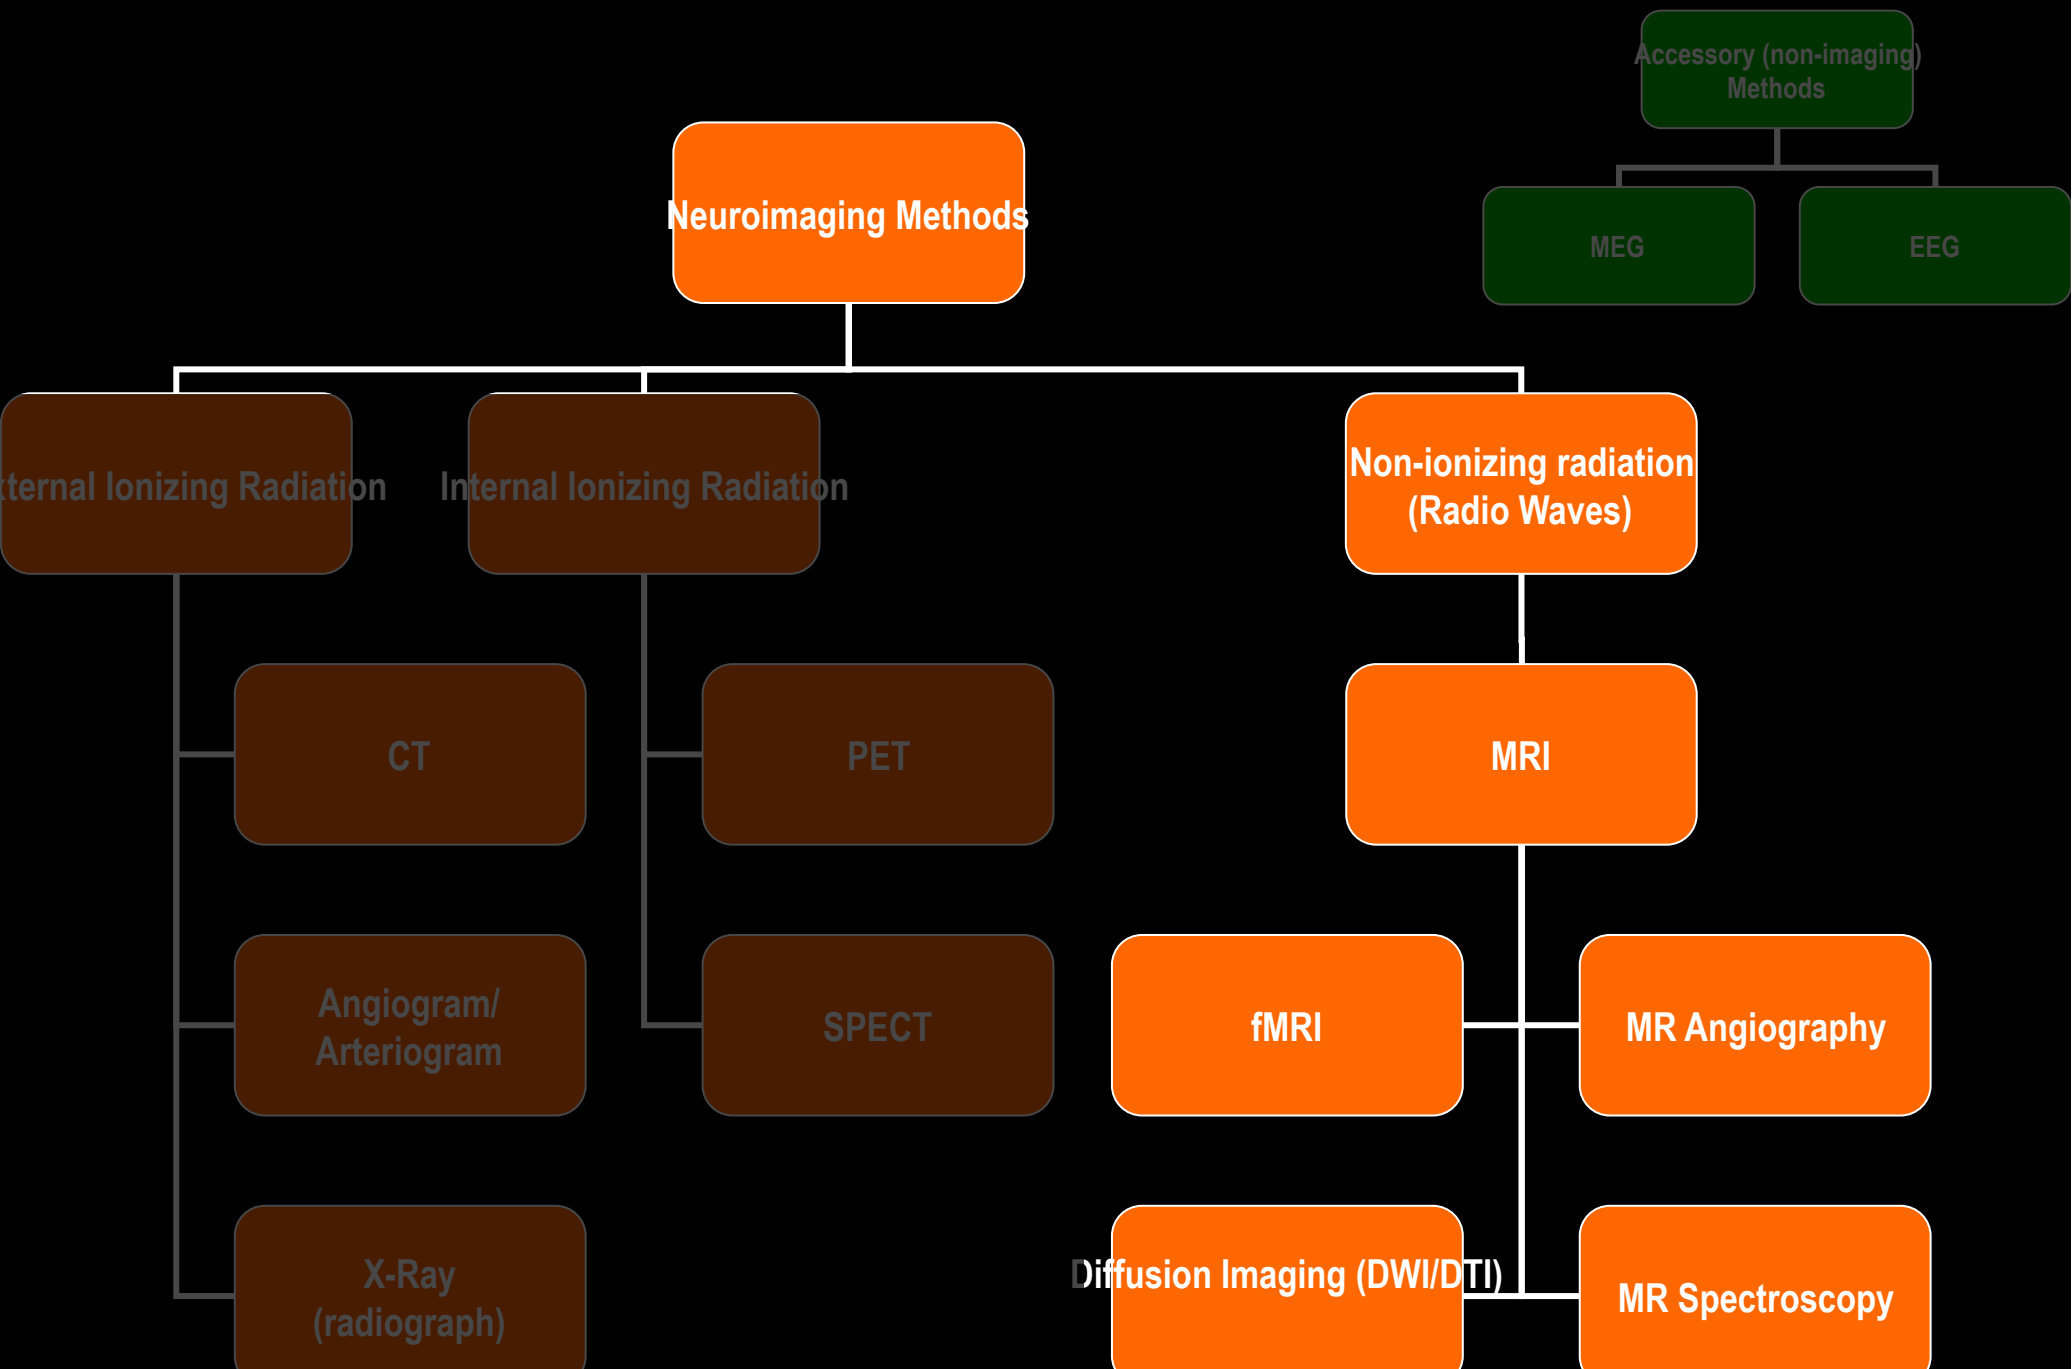 Accessory (non-imaging)
Methods
Neuroimaging Methods
MEG
EEG
xternal Ionizing Radiation
Internal Ionizing Radiation
Non-ionizing radiation
(Radio Waves)
CT
PET
MRI
Angiogram/
Arteriogram
SPECT
fMRI
MR Angiography
X-Ray
(radiograph)
Diffusion Imaging (DWI/DTI)
MR Spectroscopy